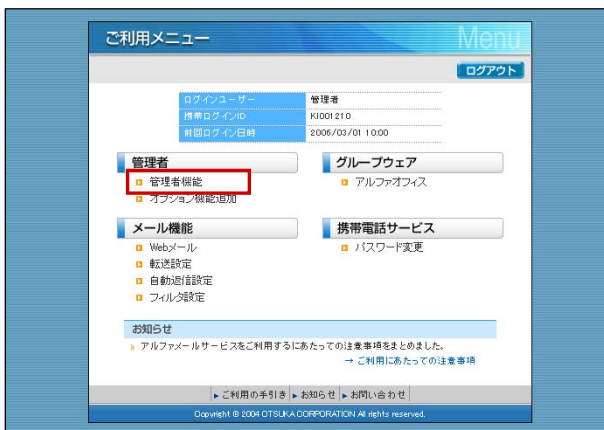 ご利用メニュー
Menu
ログアウト
ログインユーザー 管理者
携帯ログインID KI001210
前回ログイン日時 2006/03/01 10:00
管理者
管理者機能
オプション機能追加
グループウェア
アルファオフィス
メール機能
Webメール
転送設定
自動返信設定
フィルタ設定
携帯電話サービス
パスワード変更
お知らせ
アルファメールサービスをご利用するにあたっての注意事項をまとめました。
→ ご利用にあたっての注意事項
ご利用の手引き お知らせ お問い合わせ
Copyright © 2004 OTSUKA CORPORATION All rights reserved.